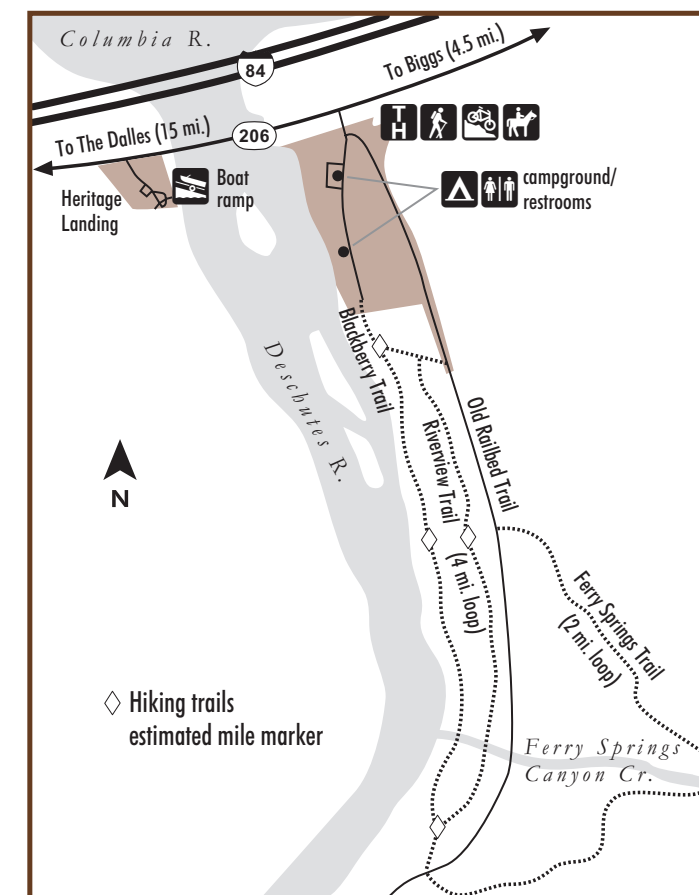 Columbia R.
84
To Biggs (4.5 mi.)
To The Dalles (15 mi.)
206
T
H
Heritage
Landing
Boat
ramp
campground/
restrooms
Blackberry Trail
Deschutes R.
Riverview Trail
(4 mi. loop)
Old Railbed Trail
N
Ferry Springs Trail
(2 mi. loop)
Hiking trails
estimated mile marker
Ferry Springs
Canyon Cr.